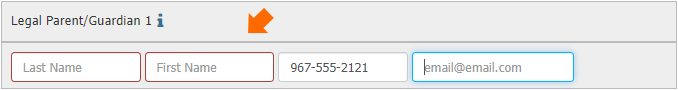 Legal Parent/Guardian 1 i
Last Name First Name 967-555-2121 email@email.com